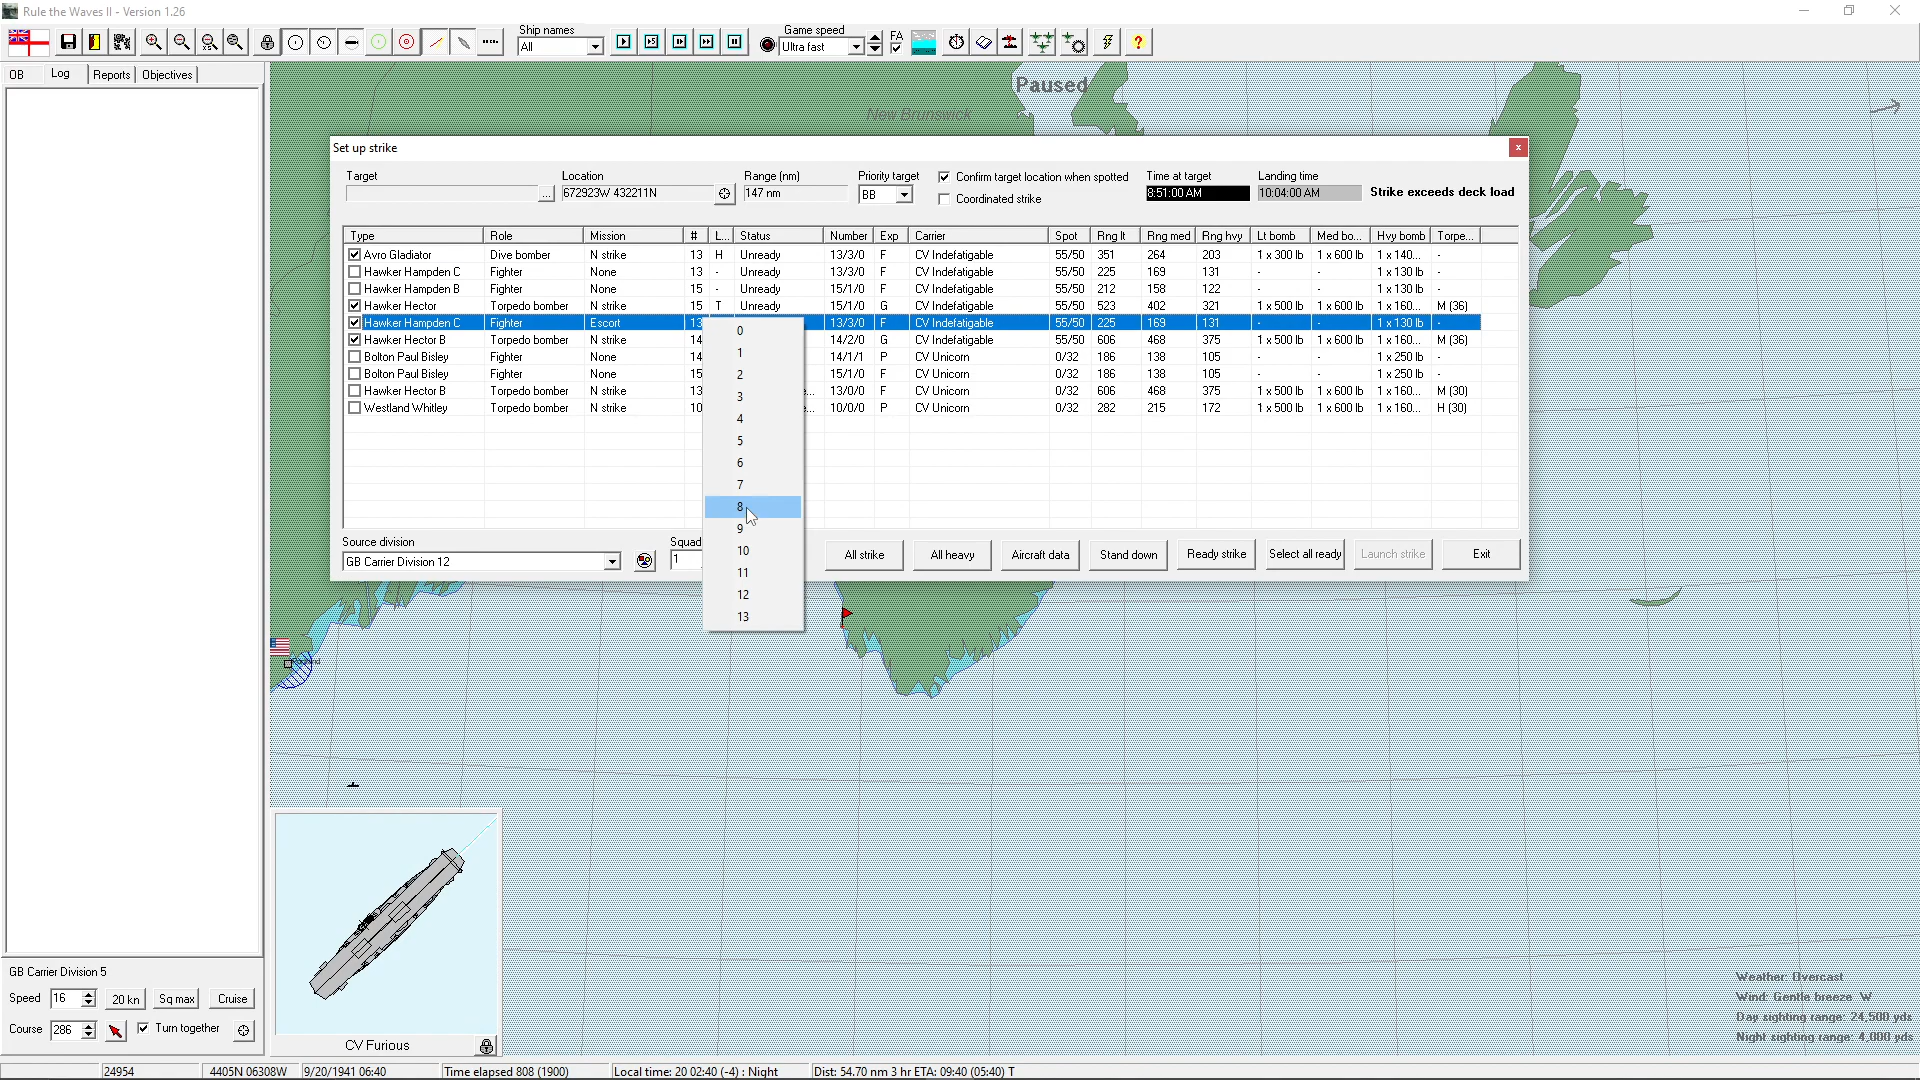 Rule the Waves II - Version 1.26
Ship names
All
Game speed
Ultra fast
FA
OB
Log
Reports
Objectives
Paused
New Brunswick
Set up strike
Target
Location
Range (nm)
Priority target
Confirm target location when spotted
Time at target
Landing time
...
672923W 432211N
147 nm
BB
Coordinated strike
8:51:00 AM
10:04:00 AM
Strike exceeds deck load
Type Role Mission # L... Status Number Exp Carrier Spot Rng lt Rng med Rng hvy Lt bomb Med bo... Hvy bomb Torpe...
Avro Gladiator Dive bomber N strike 13 H Unready 13/3/0 F CV Indefatigable 55/50 351 264 203 1 x 300 lb 1 x 600 lb 1 x 140... -
Hawker Hampden C Fighter None 13 - Unready 13/3/0 F CV Indefatigable 55/50 225 169 131 - - 1 x 130 lb -
Hawker Hampden B Fighter None 15 - Unready 15/1/0 F CV Indefatigable 55/50 212 158 122 - - 1 x 130 lb -
Hawker Hector Torpedo bomber N strike 15 T Unready 15/1/0 G CV Indefatigable 55/50 523 402 321 1 x 500 lb 1 x 600 lb 1 x 160... M (36)
Hawker Hampden C Fighter Escort 13 13/3/0 F CV Indefatigable 55/50 225 169 131 - - 1 x 130 lb -
Hawker Hector B Torpedo bomber N strike 14 14/2/0 G CV Indefatigable 55/50 606 468 375 1 x 500 lb 1 x 600 lb 1 x 160... M (36)
Bolton Paul Bisley Fighter None 14 14/1/1 P CV Unicorn 0/32 186 138 105 - - 1 x 250 lb -
Bolton Paul Bisley Fighter None 15 15/1/0 F CV Unicorn 0/32 186 138 105 - - 1 x 250 lb -
Hawker Hector B Torpedo bomber N strike 13 13/0/0 F CV Unicorn 0/32 606 468 375 1 x 500 lb 1 x 600 lb 1 x 160... M (30)
Westland Whitley Torpedo bomber N strike 10 10/0/0 P CV Unicorn 0/32 282 215 172 1 x 500 lb 1 x 600 lb 1 x 160... H (30)
0
1
2
3
4
5
6
7
8
9
10
11
12
13
Source division
GB Carrier Division 12
Squad
1
All strike
All heavy
Aircraft data
Stand down
Ready strike
Select all ready
Launch strike
Exit
GB Carrier Division 5
Speed 16 20 kn Sq max Cruise
Course 286 Turn together
CV Furious
Weather: Overcast
Wind: Gentle breeze W
Day sighting range: 24,500 yds
Night sighting range: 4,000 yds
24954 4405N 06308W 9/20/1941 06:40 Time elapsed 808 (1900) Local time: 20 02:40 (-4) : Night Dist: 54.70 nm 3 hr ETA: 09:40 (05:40) T